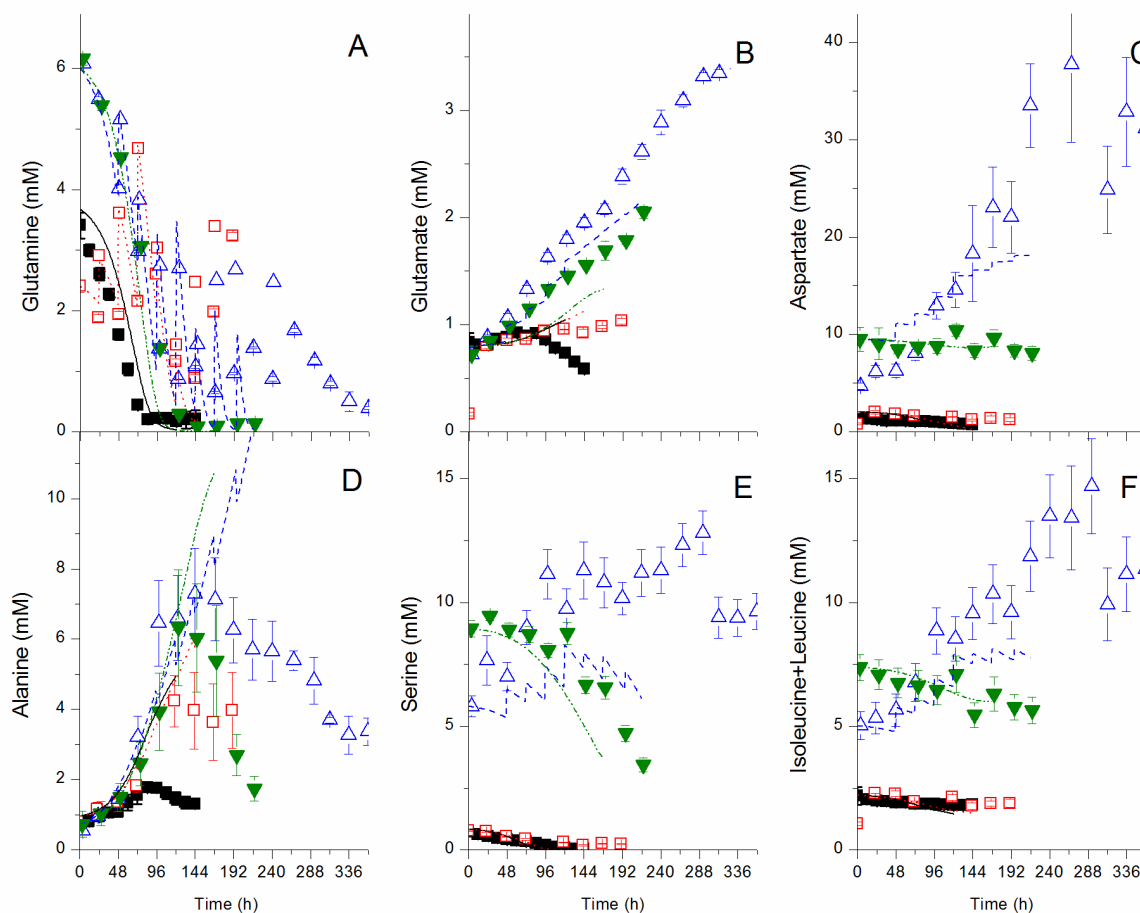 A
B
C
Glutamine (mM)
6
4
2
0
Glutamate (mM)
3
2
1
0
Aspartate (mM)
40
30
20
10
0
D
E
F
Alanine (mM)
10
8
6
4
2
0
Serine (mM)
15
10
5
0
Isoleucine+Leucine (mM)
15
10
5
0
0 48 96 144 192 240 288 336
0 48 96 144 192 240 288 336
0 48 96 144 192 240 288 336
Time (h)
Time (h)
Time (h)